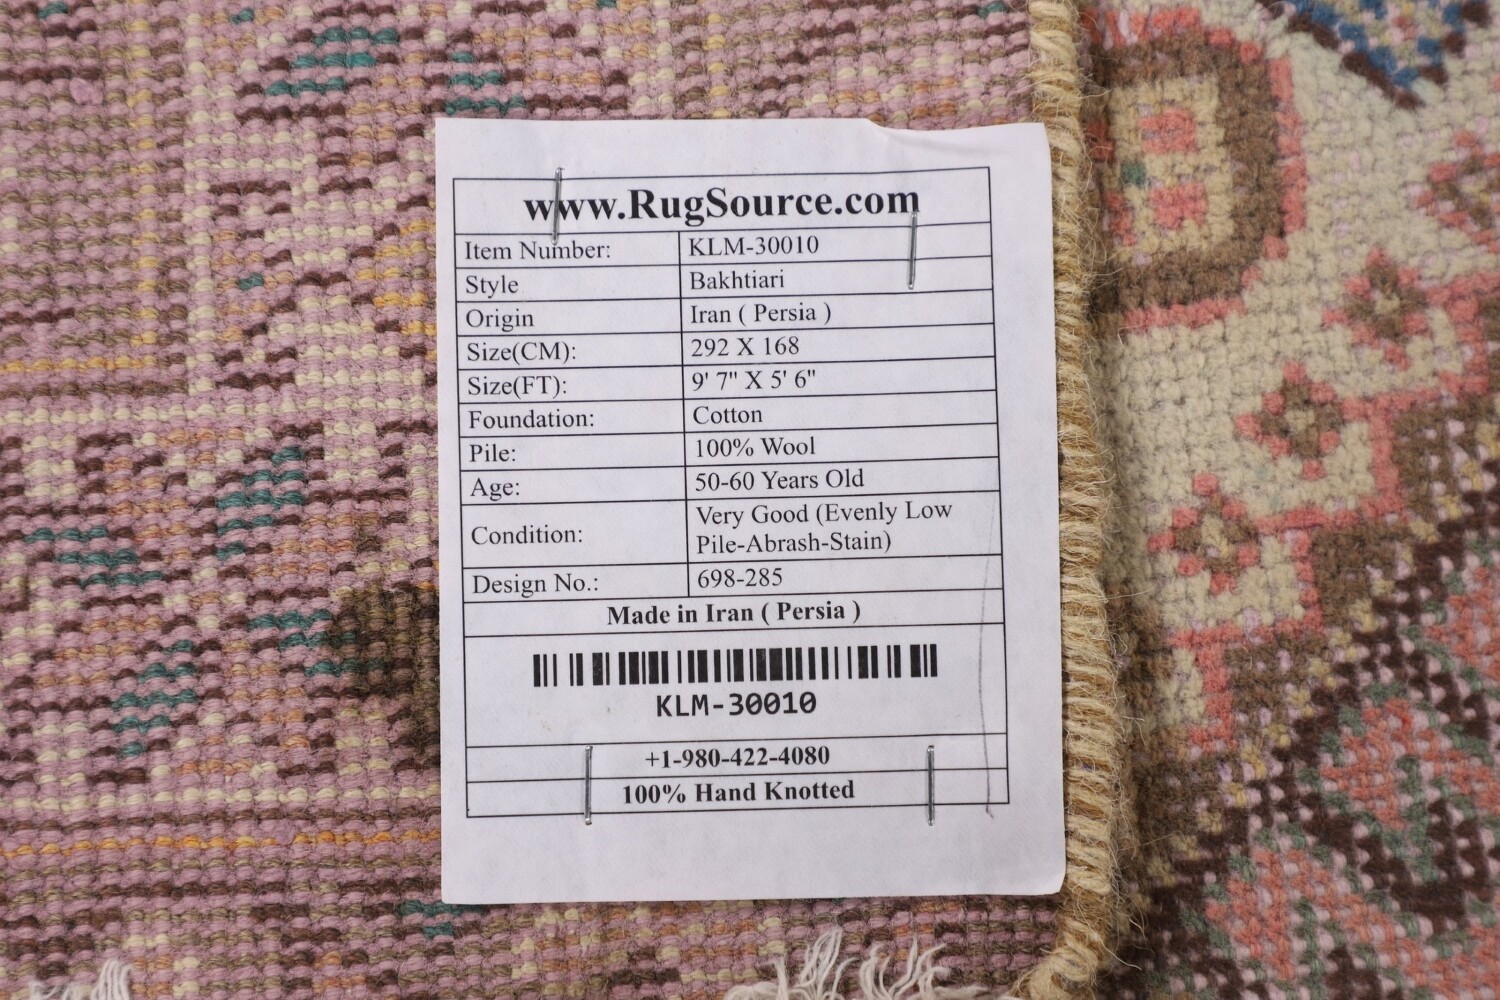 www.RugSource.com
Item Number: KLM-30010
Style Bakhtiari
Origin Iran ( Persia )
Size(CM): 292 X 168
Size(FT): 9' 7" X 5' 6"
Foundation: Cotton
Pile: 100% Wool
Age: 50-60 Years Old
Condition: Very Good (Evenly Low
Pile-Abrash-Stain)
Design No.: 698-285
Made in Iran ( Persia )
KLM-30010
+1-980-422-4080
100% Hand Knotted